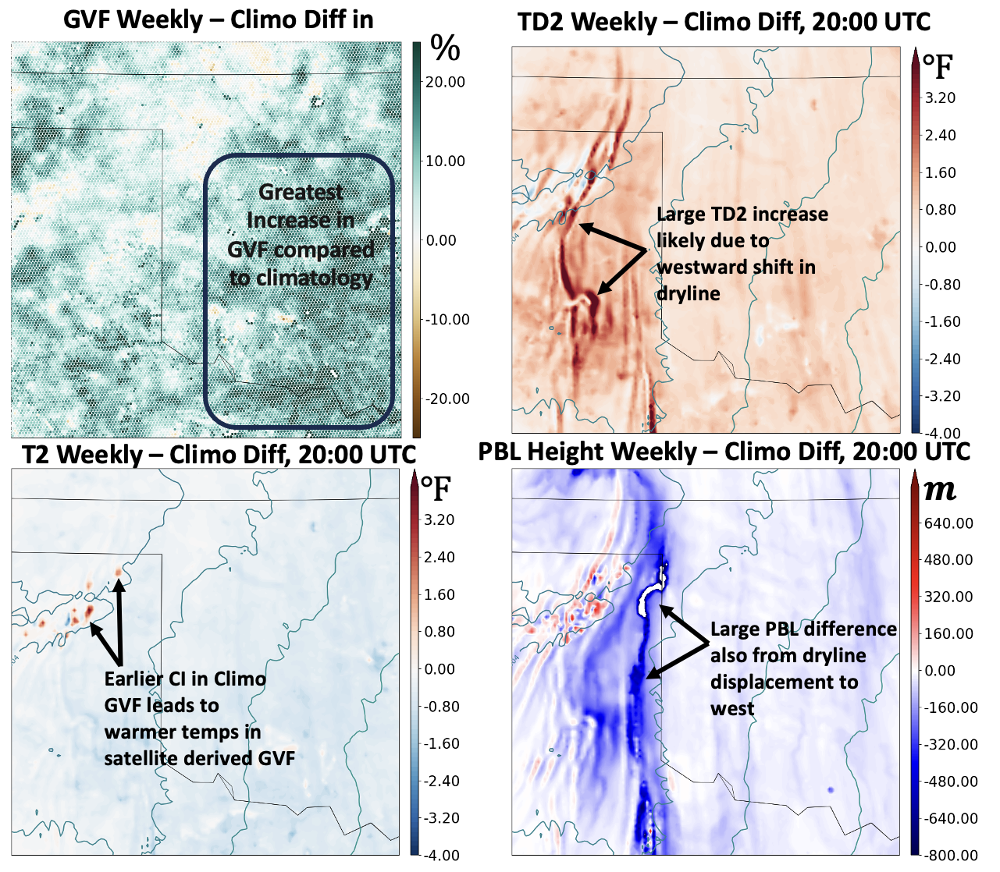 GVF Weekly – Climo Diff in
%
20.00
10.00
0.00
-10.00
-20.00
Greatest
Increase in
GVF compared
to climatology
TD2 Weekly – Climo Diff, 20:00 UTC
°F
3.20
2.40
1.60
0.80
0.00
-0.80
-1.60
-2.40
-3.20
-4.00
Large TD2 increase
likely due to
westward shift in
dryline
04
T2 Weekly – Climo Diff, 20:00 UTC
°F
3.20
2.40
1.60
0.80
0.00
-0.80
-1.60
-2.40
-3.20
-4.00
04
Earlier CI in Climo
GVF leads to
warmer temps in
satellite derived GVF
PBL Height Weekly – Climo Diff, 20:00 UTC
m
640.00
480.00
320.00
160.00
0.00
-160.00
-320.00
-480.00
-640.00
-800.00
04
Large PBL difference
also from dryline
displacement to
west